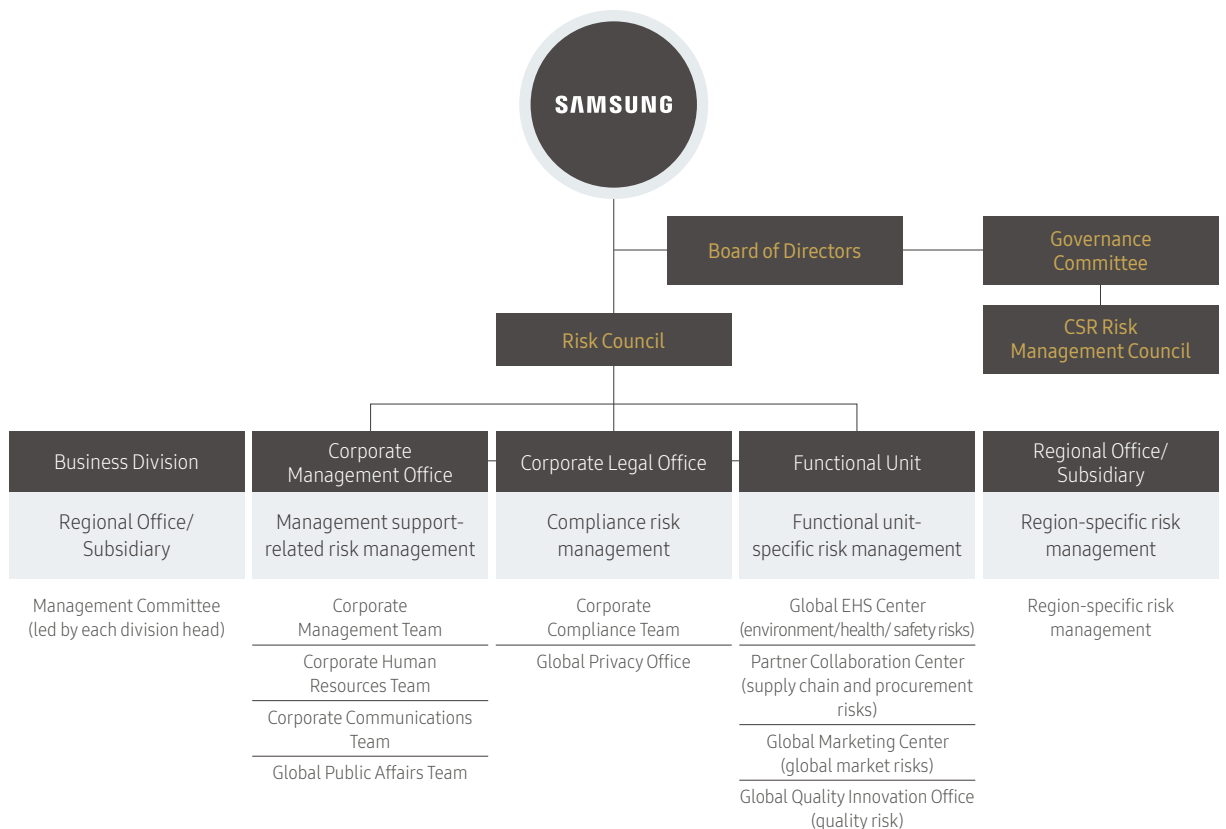 SAMSUNG
Board of Directors
Governance
Committee
CSR Risk
Management Council
Risk Council
Business Division
Regional Office/
Subsidiary
Management Committee
(led by each division head)
Corporate
Management Office
Management support-
related risk management
Corporate
Management Team
Corporate Human
Resources Team
Corporate Communications
Team
Global Public Affairs Team
Corporate Legal Office
Compliance risk
management
Corporate
Compliance Team
Global Privacy Office
Functional Unit
Functional unit-
specific risk management
Global EHS Center
(environment/health/ safety risks)
Partner Collaboration Center
(supply chain and procurement
risks)
Global Marketing Center
(global market risks)
Global Quality Innovation Office
(quality risk)
Regional Office/
Subsidiary
Region-specific risk
management
Region-specific risk
management